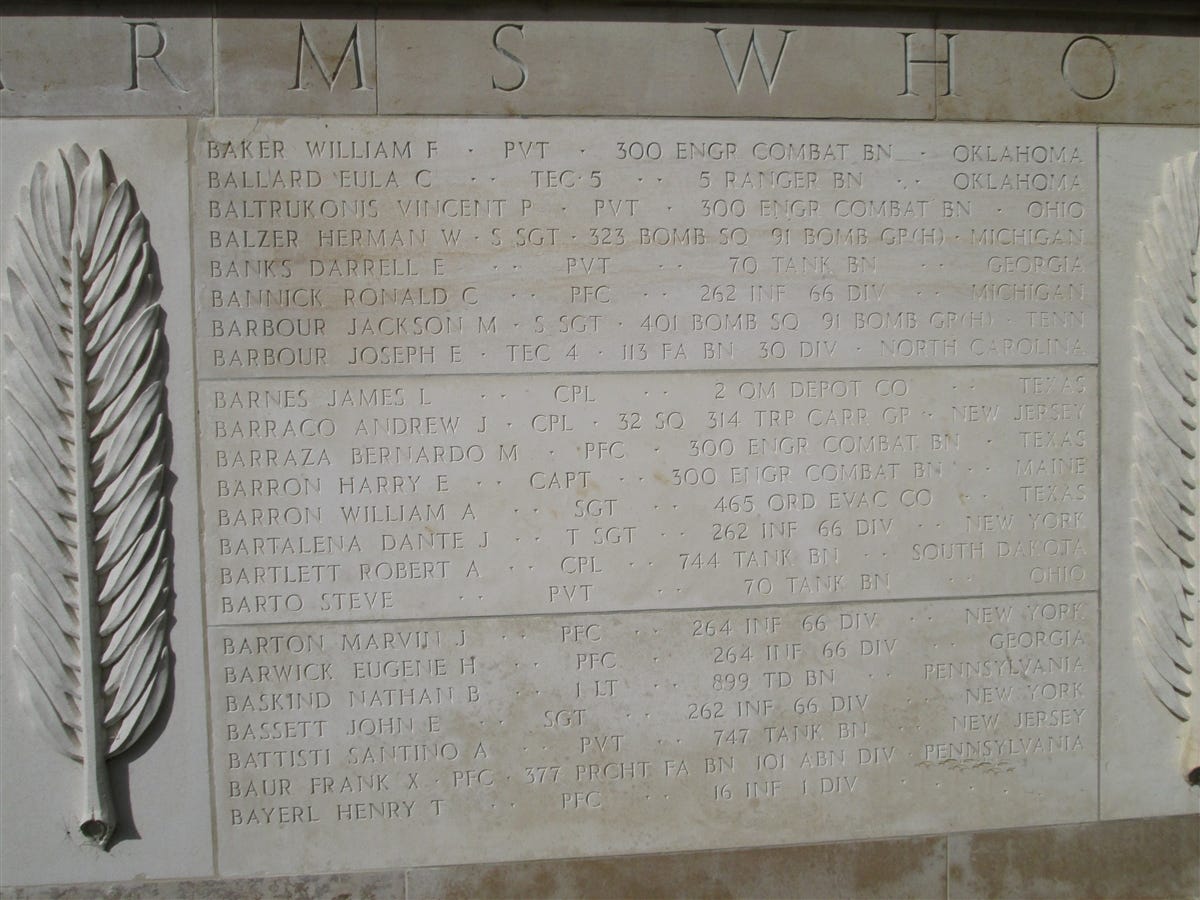 RMS WHO
BAKER WILLIAM F · PVT · 300 ENGR COMBAT BN · OKLAHOMA
BALLARD EULA C ·· TEC 5 ·· 5 RANGER BN ·· OKLAHOMA
BALTRUKONIS VINCENT P · PVT · 300 ENGR COMBAT BN · OHIO
BALZER HERMAN W · S SGT · 323 BOMB SQ 91 BOMB GP(H) · MICHIGAN
BANKS DARRELL E ·· PVT ·· 70 TANK BN ·· GEORGIA
BANNICK RONALD C ·· PFC ·· 262 INF 66 DIV ·· MICHIGAN
BARBOUR JACKSON M · S SGT · 401 BOMB SQ 91 BOMB GP(H) · TENN
BARBOUR JOSEPH E · TEC 4 · 113 FA BN 30 DIV · NORTH CAROLINA
BARNES JAMES L ·· CPL ·· 2 QM DEPOT CO ·· TEXAS
BARRACO ANDREW J · CPL · 32 SQ 314 TRP CARR GP · NEW JERSEY
BARRAZA BERNARDO M · PFC · 300 ENGR COMBAT BN · TEXAS
BARRON HARRY E ·· CAPT ·· 300 ENGR COMBAT BN ·· MAINE
BARRON WILLIAM A ·· SGT ·· 465 ORD EVAC CO ·· TEXAS
BARTALENA DANTE J ·· T SGT ·· 262 INF 66 DIV ·· NEW YORK
BARTLETT ROBERT A ·· CPL ·· 744 TANK BN ·· SOUTH DAKOTA
BARTO STEVE ·· PVT ·· 70 TANK BN ·· OHIO
BARTON MARVIN J ·· PFC ·· 264 INF 66 DIV ·· NEW YORK
BARWICK EUGENE H ·· PFC · 264 INF 66 DIV ·· GEORGIA
BASKIND NATHAN B ·· 1 LT ·· 899 TD BN ·· PENNSYLVANIA
BASSETT JOHN E ·· SGT ·· 262 INF 66 DIV ·· NEW YORK
BATTISTI SANTINO A ·· PVT ·· 747 TANK BN ·· NEW JERSEY
BAUR FRANK X · PFC · 377 PRCHT FA BN 101 ABN DIV · PENNSYLVANIA
BAYERL HENRY T ·· PFC ·· 16 INF 1 DIV ··